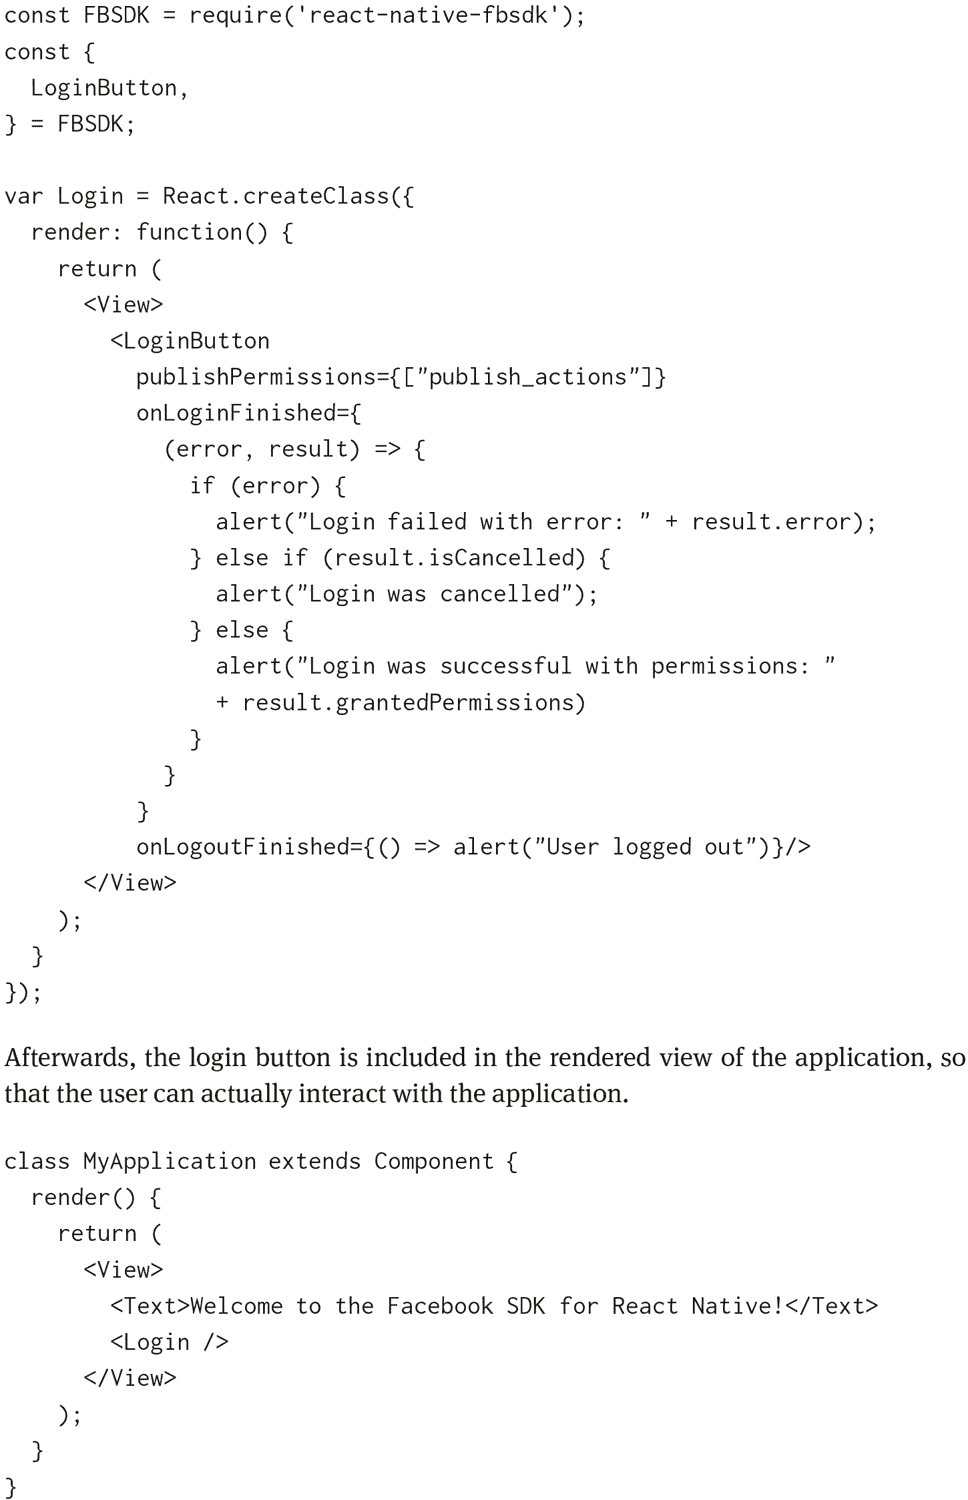 const FBSDK = require('react-native-fbsdk');
const {
  LoginButton,
} = FBSDK;

var Login = React.createClass({
  render: function() {
    return (
      <View>
        <LoginButton
          publishPermissions={["publish_actions"]}
          onLoginFinished={
            (error, result) => {
              if (error) {
                alert("Login failed with error: " + result.error);
              } else if (result.isCancelled) {
                alert("Login was cancelled");
              } else {
                alert("Login was successful with permissions: "
                + result.grantedPermissions)
              }
            }
          }
          onLogoutFinished={() => alert("User logged out")}/>
      </View>
    );
  }
});

Afterwards, the login button is included in the rendered view of the application, so
that the user can actually interact with the application.

class MyApplication extends Component {
  render() {
    return (
      <View>
        <Text>Welcome to the Facebook SDK for React Native!</Text>
        <Login />
      </View>
    );
  }
}